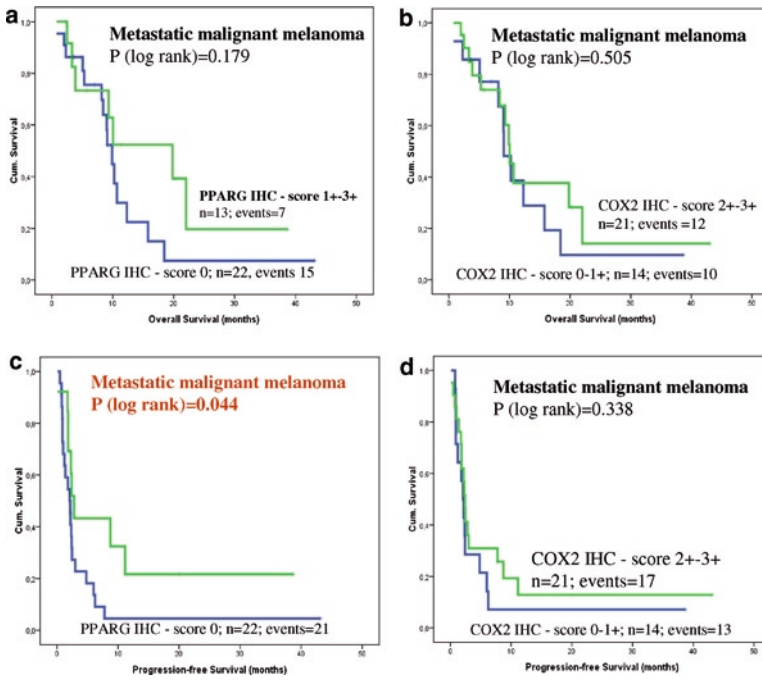 a
Metastatic malignant melanoma
P (log rank)=0.179
1,0
0,8
0,6
0,4
0,2
0,0
Cum. Survival
PPARG IHC - score 1+-3+
n=13; events=7
PPARG IHC - score 0; n=22, events 15
0 10 20 30 40 50
Overall Survival (months)
b
Metastatic malignant melanoma
P (log rank)=0.505
1,0
0,8
0,6
0,4
0,2
0,0
Cum. Survival
COX2 IHC - score 2+-3+
n=21; events =12
COX2 IHC - score 0-1+; n=14; events=10
0 10 20 30 40 50
Overall Survival (months)
c
Metastatic malignant melanoma
P (log rank)=0.044
1,0
0,8
0,6
0,4
0,2
0,0
Cum. Survival
PPARG IHC - score 0; n=22; events=21
0 10 20 30 40 50
Progression-free Survival (months)
d
Metastatic malignant melanoma
P (log rank)=0.338
1,0
0,8
0,6
0,4
0,2
0,0
Cum. Survival
COX2 IHC - score 2+-3+
n=21; events=17
COX2 IHC - score 0-1+; n=14; events=13
0 10 20 30 40 50
Progression-free Survival (months)